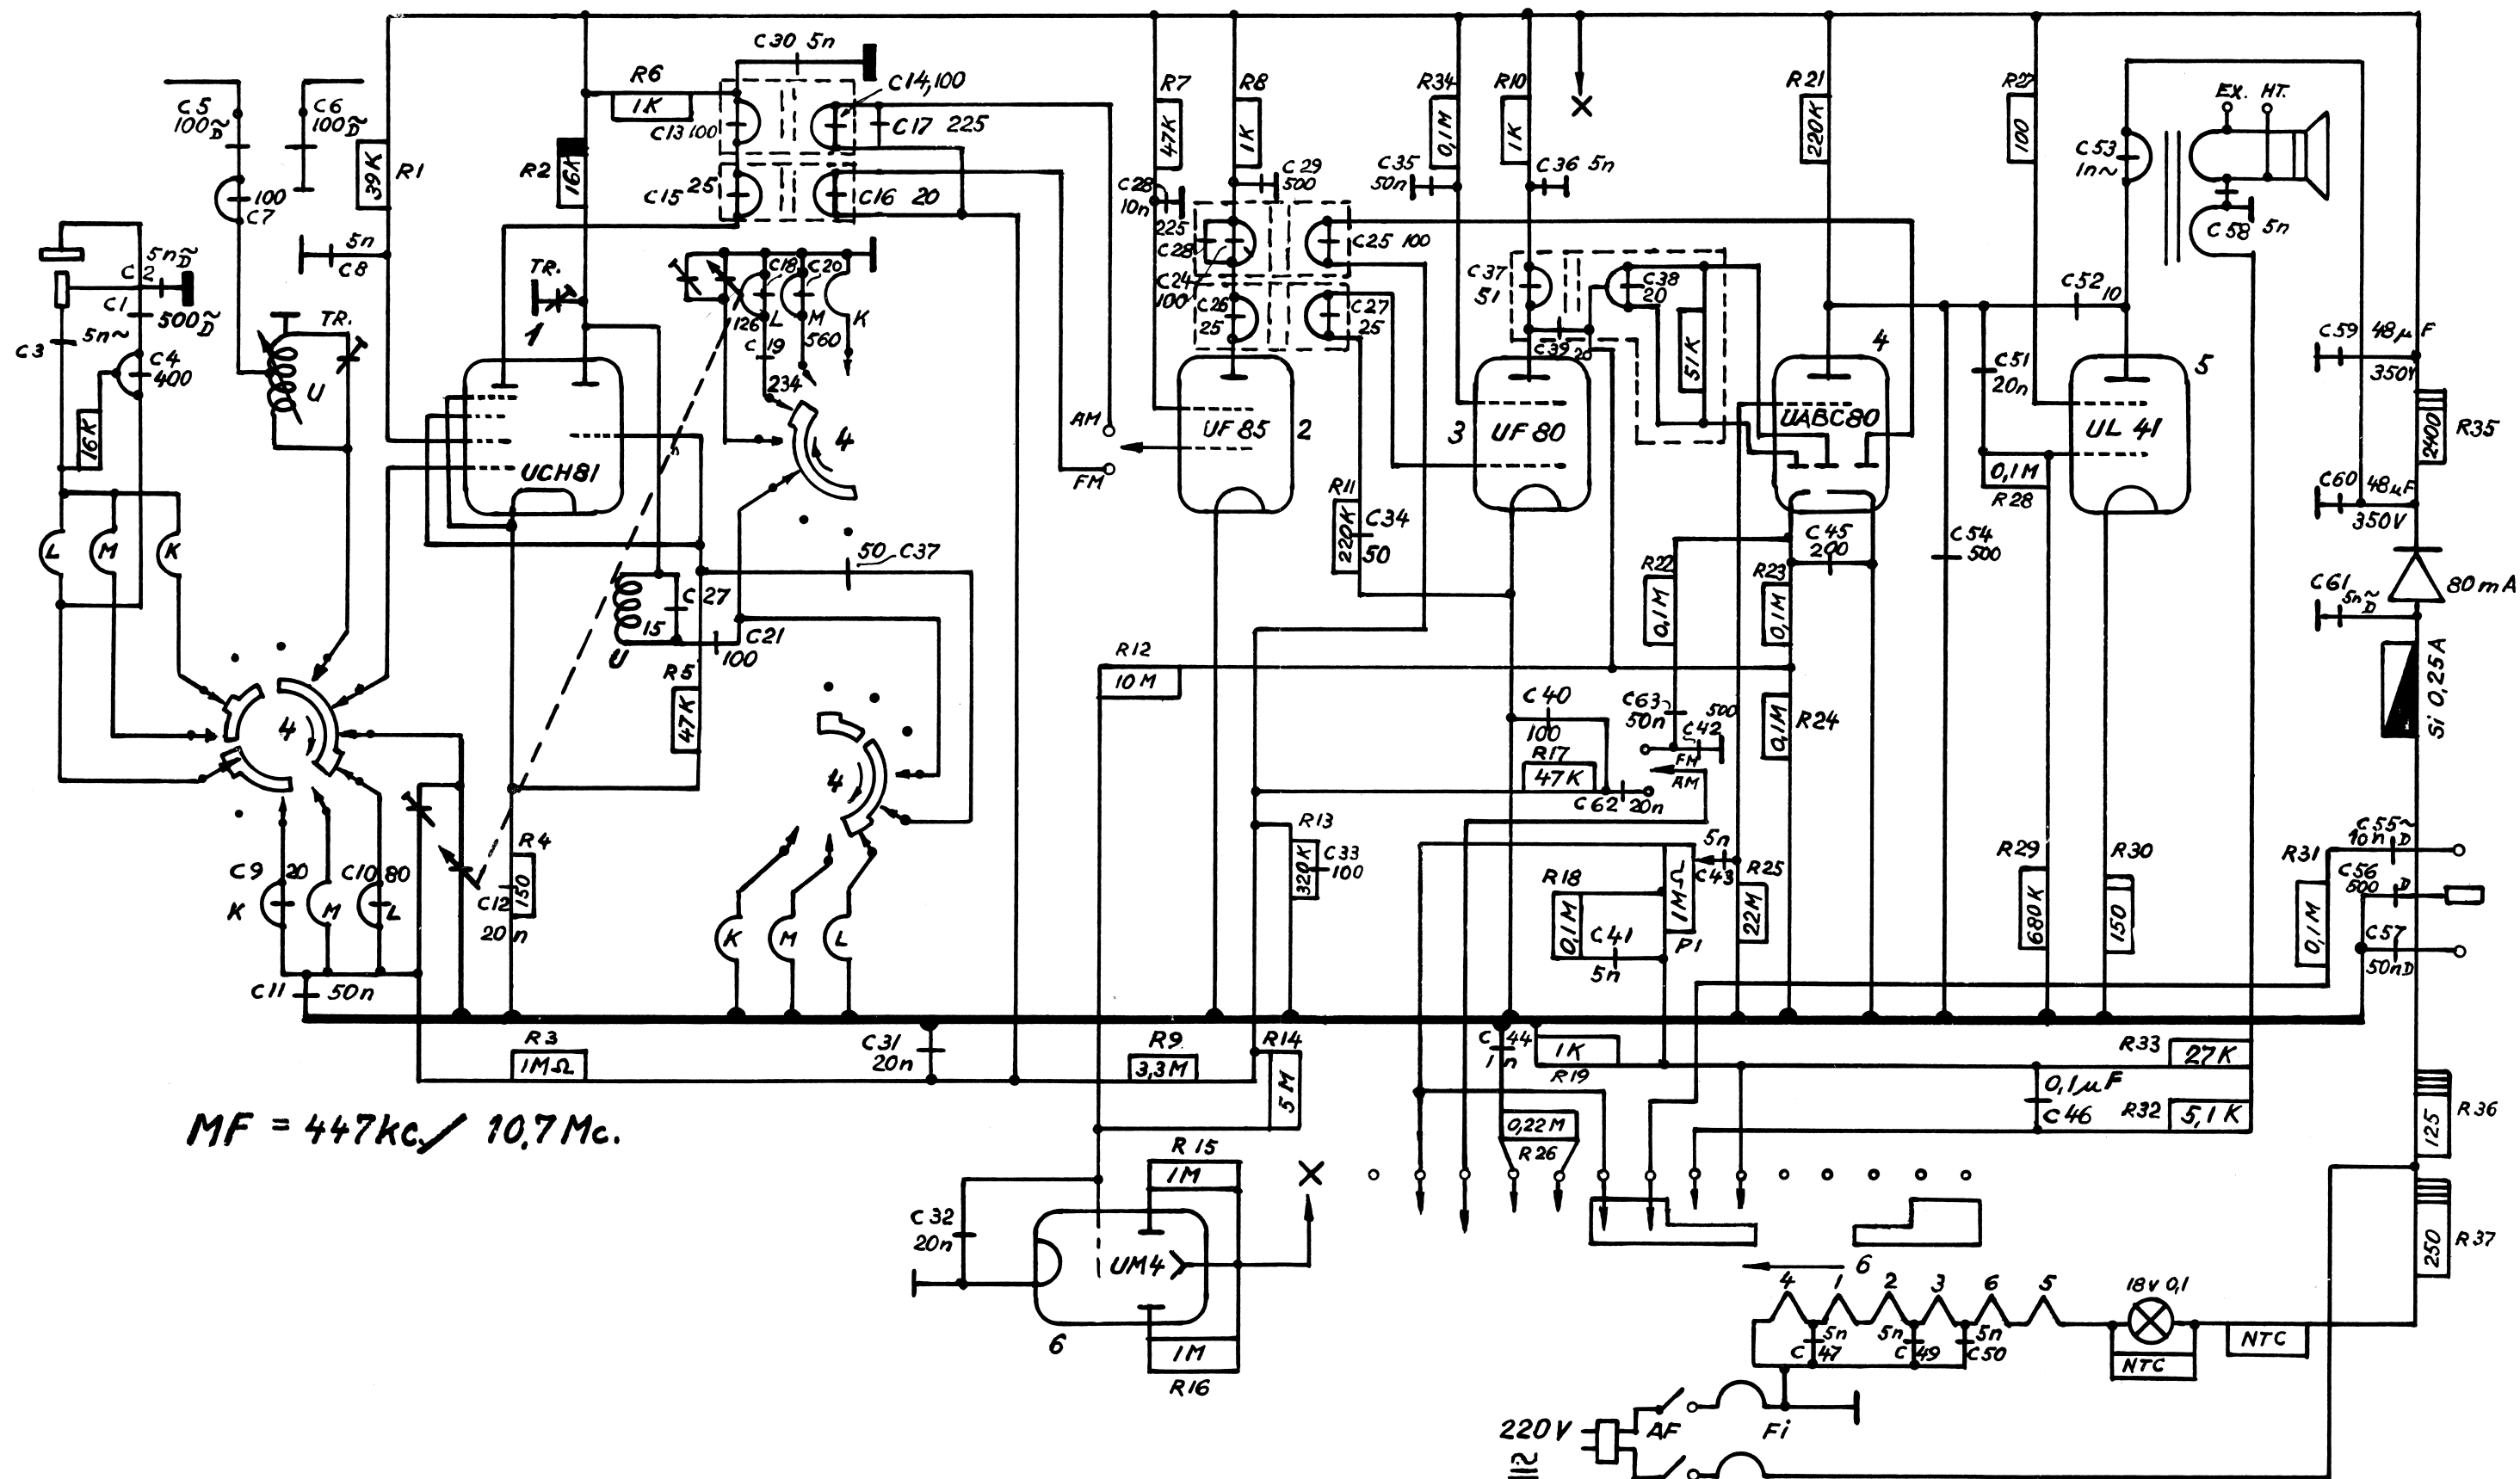 C30 5n
C14,100
R6
1K
C13 100
C17 225
C5
100 ~ D
C6
100 ~ D
39K
R1
R2
16K
C15 25
C16 20
100
C7
5n
C8
5n ~ D
C2
C1
500 ~ D
C3
5n~
C4
400
16K
TR.
U
TR.
1
UCH81
C18
C20
1126
L
M
K
560
C19
234
4
R7
47K
R8
1K
C28
10n
C29
500
225
C28
C24
100
C26
25
C25 100
C27
25
AM
FM
UF85
2
R34
0,1M
R10
1K
X
C35
50n
C36 5n
C37
51
C38
20
C39 20
51K
3
UF80
R11
220K
C34
50
R21
220K
4
UABC80
C45
200
R22
0,1M
R23
0,1M
R27
100
C52
10
C51
20n
0,1M
R28
C54
500
5
UL41
EX. HT.
C53
1n~
C58 5n
C59 48µF
350V
2400
R35
C60 48µF
350V
80mA
C61
5n ~ D
Si 0,25A
L
M
K
4
50 C37
C27
15
U
C21
100
R5
47K
4
R12
10M
C40
100
R17
47K
C62 20n
C63
50n
500
C42
FM
AM
0,1M
R24
R13
320K
C33
100
R18
0,1M
C41
5n
1MΩ
P1
5n
C43
R25
22M
R29
680K
R30
150
R31
0,1M
C55 ~
10n D
C56
500 D
C57
50n D
C9 20
K
M
C10 80
L
R4
150
C12
20n
K
M
L
C11
50n
R3
1MΩ
C31
20n
R9
3,3M
R14
5M
C44
1n
1K
R19
0,22M
R26
R33
27K
0,1µF
C46
R32
5,1K
125
R36
250
R37
MF = 447kc./ 10,7Mc.
R15
1M
X
C32
20n
UM4
6
1M
R16
6
4
1
2
3
6
5
5n
C47
5n
C49
5n
C50
18V 0,1
NTC
NTC
220V
AF
Fi